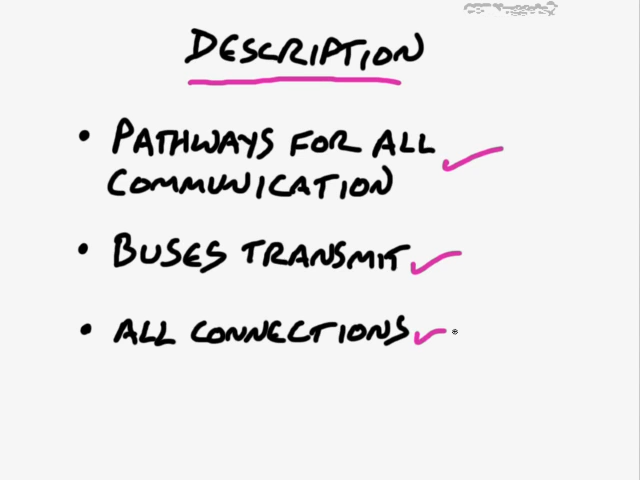 DESCRIPTION
• PATHWAYS FOR ALL
COMMUNICATION
• BUSES TRANSMIT
• ALL CONNECTIONS